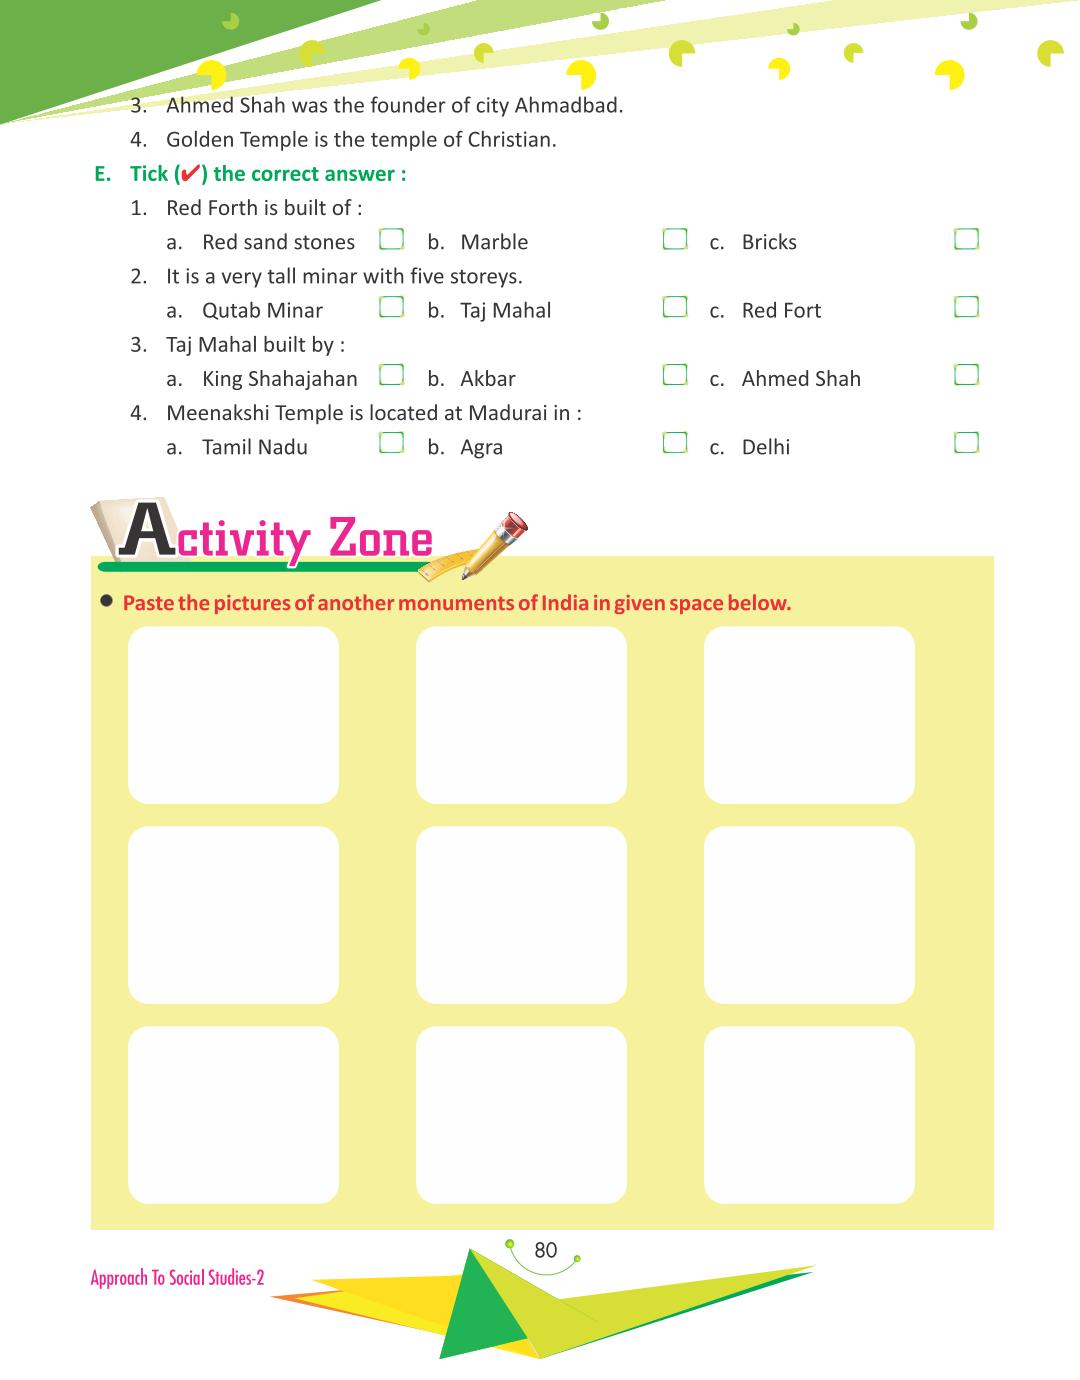 3. Ahmed Shah was the founder of city Ahmadbad.
4. Golden Temple is the temple of Christian.
E. Tick (✔) the correct answer :
1. Red Forth is built of :
a. Red sand stones b. Marble c. Bricks
2. It is a very tall minar with five storeys.
a. Qutab Minar b. Taj Mahal c. Red Fort
3. Taj Mahal built by :
a. King Shahajahan b. Akbar c. Ahmed Shah
4. Meenakshi Temple is located at Madurai in :
a. Tamil Nadu b. Agra c. Delhi
Activity Zone
● Paste the pictures of another monuments of India in given space below.
80
Approach To Social Studies-2